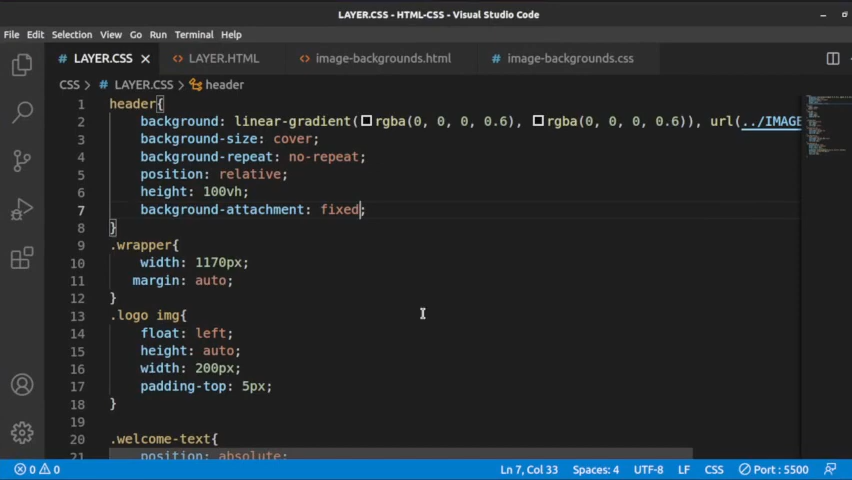 LAYER.CSS - HTML-CSS - Visual Studio Code
File Edit Selection View Go Run Terminal Help
# LAYER.CSS <> LAYER.HTML <> image-backgrounds.html # image-backgrounds.css
CSS > # LAYER.CSS > header
1 header{
2 background: linear-gradient(rgba(0, 0, 0, 0.6), rgba(0, 0, 0, 0.6)), url(../IMAGE
3 background-size: cover;
4 background-repeat: no-repeat;
5 position: relative;
6 height: 100vh;
7 background-attachment: fixed;
8 }
9 .wrapper{
10 width: 1170px;
11 margin: auto;
12 }
13 .logo img{
14 float: left;
15 height: auto;
16 width: 200px;
17 padding-top: 5px;
18 }
19
20 .welcome-text{
21 position: absolute;
0 0 Ln 7, Col 33 Spaces: 4 UTF-8 LF CSS Port : 5500